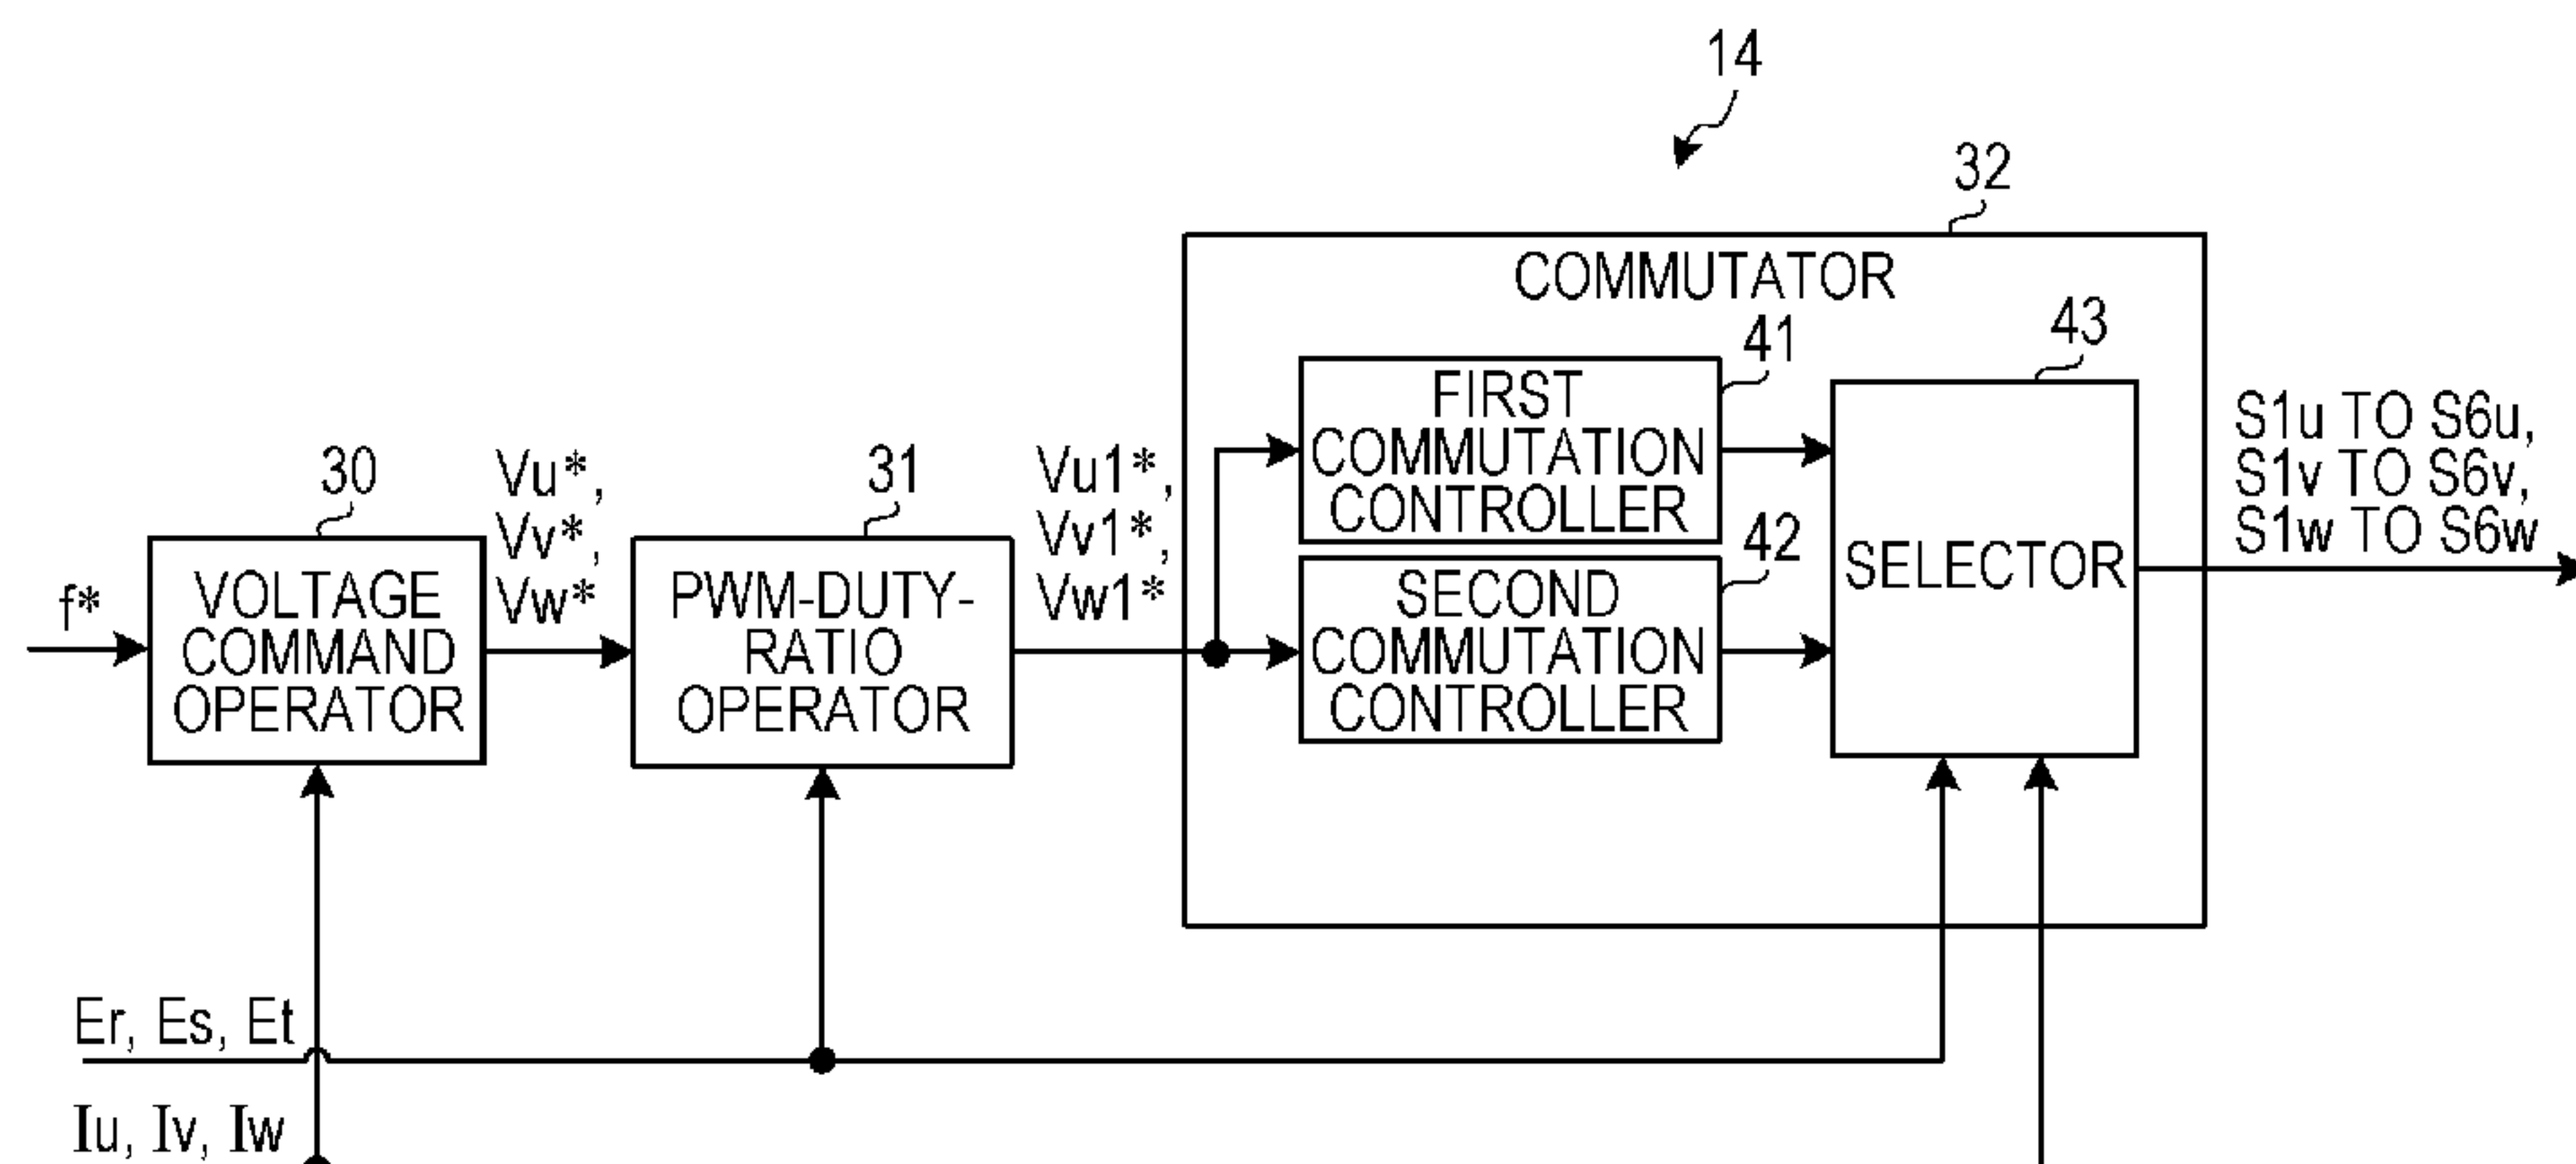 14
32
COMMUTATOR
41
43
FIRST
COMMUTATION
CONTROLLER
42
SECOND
COMMUTATION
CONTROLLER
SELECTOR
S1u TO S6u,
S1v TO S6v,
S1w TO S6w
30
Vu*,
Vv*,
Vw*
31
Vu1*,
Vv1*,
Vw1*
f*
VOLTAGE
COMMAND
OPERATOR
PWM-DUTY-
RATIO
OPERATOR
Er, Es, Et
Iu, Iv, Iw